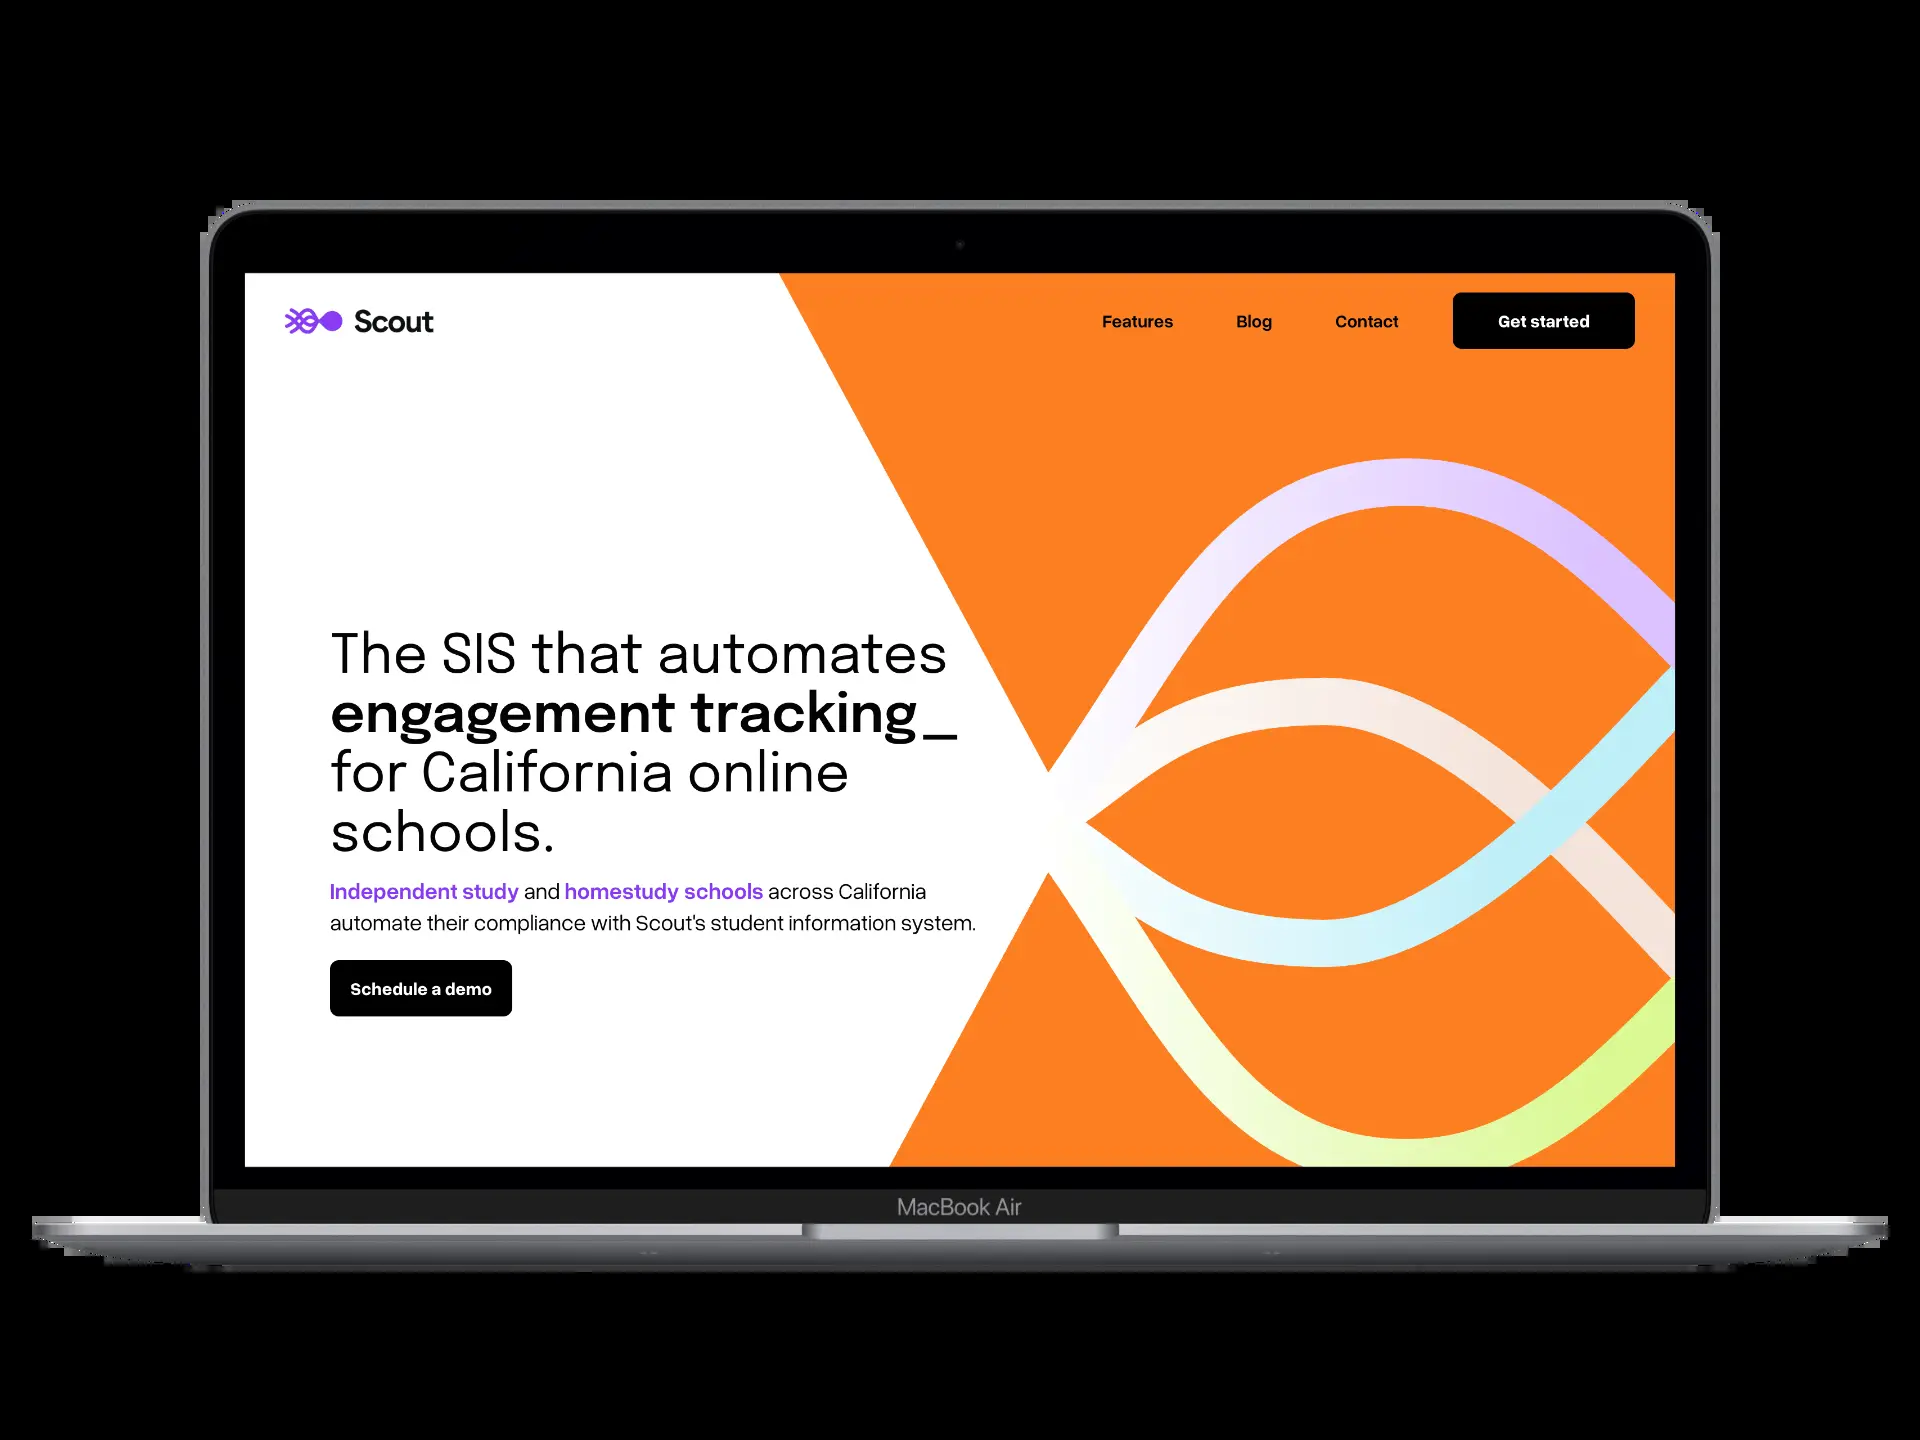 Scout
Features
Blog
Contact
Get started
The SIS that automates
engagement tracking_
for California online
schools.
Independent study and homestudy schools across California
automate their compliance with Scout's student information system.
Schedule a demo
MacBook Air